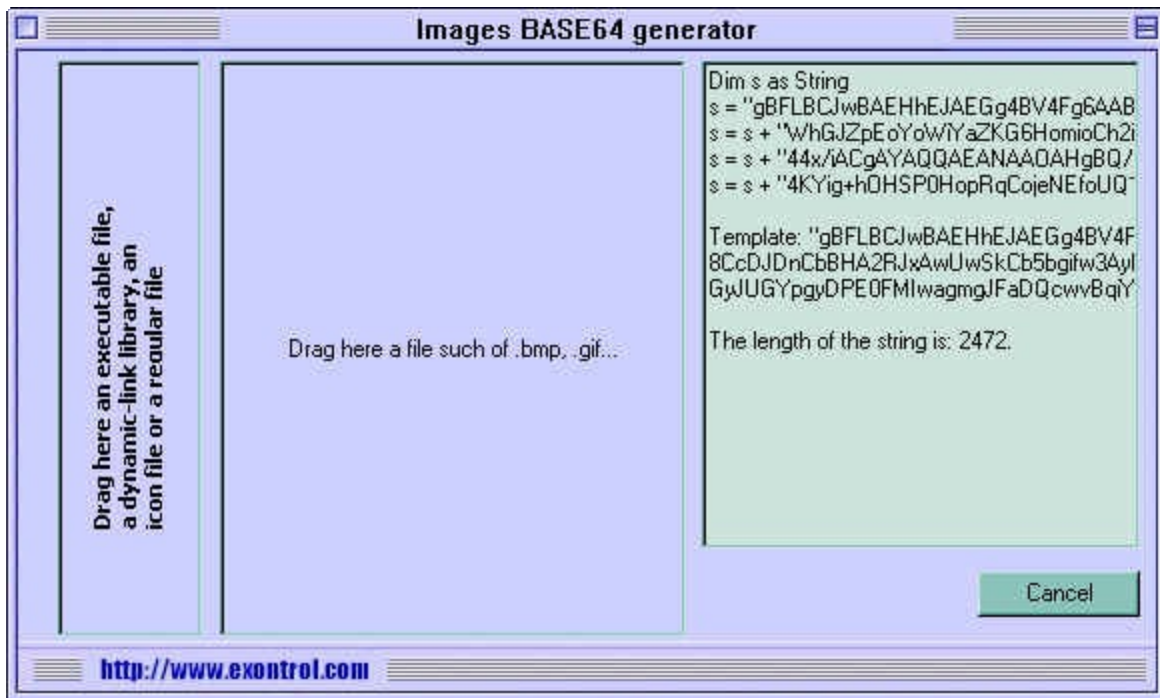 Images BASE64 generator
Drag here an executable file,
a dynamic-link library, an
icon file or a regular file
Drag here a file such of .bmp, .gif...
Dim s as String
s = "gBFLBCJwBAEHhEJAEGg4BV4Fg6AAB
s = s + "WhGJZpEoYoWiYaZKG6HomioCh2i
s = s + "44x/iACgAYAQQAEANAAOAHgBQ/
s = s + "4KYig+hOHSP0HopRqCojeNEfoUQ
Template: "gBFLBCJwBAEHhEJAEGg4BV4F
8CcDJDnCbBHA2RJxAwUwSkCb5bgifw3Ayl
GyJUGYpgyDPE0FMIwagmgJFaDQcwvBqiY
The length of the string is: 2472.
Cancel
http://www.exontrol.com